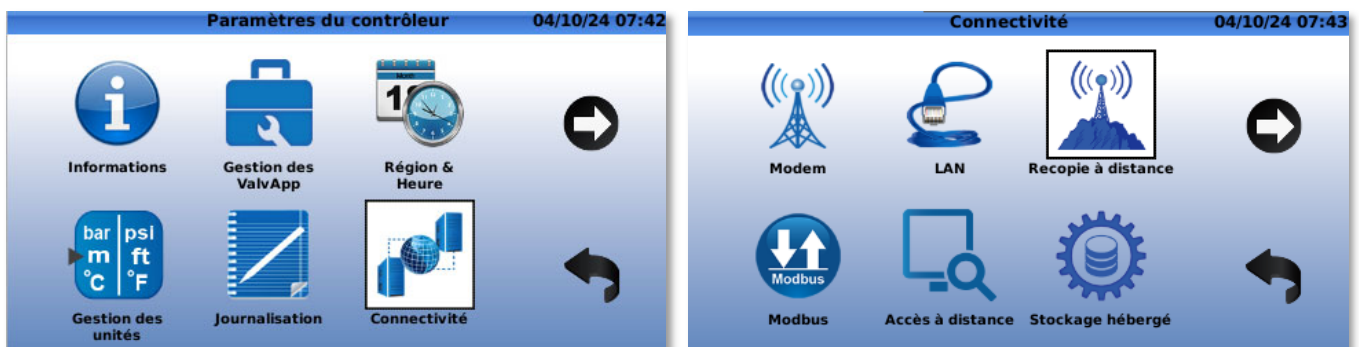 Paramètres du contrôleur 04/10/24 07:42
Month
18
Informations
Gestion des
ValvApp
Région &
Heure
bar psi
m ft
°C °F
Gestion des
unités
Journalisation
Connectivité
Connectivité 04/10/24 07:43
Modem
LAN
Recopie à distance
Modbus
Modbus
Accès à distance
Stockage hébergé